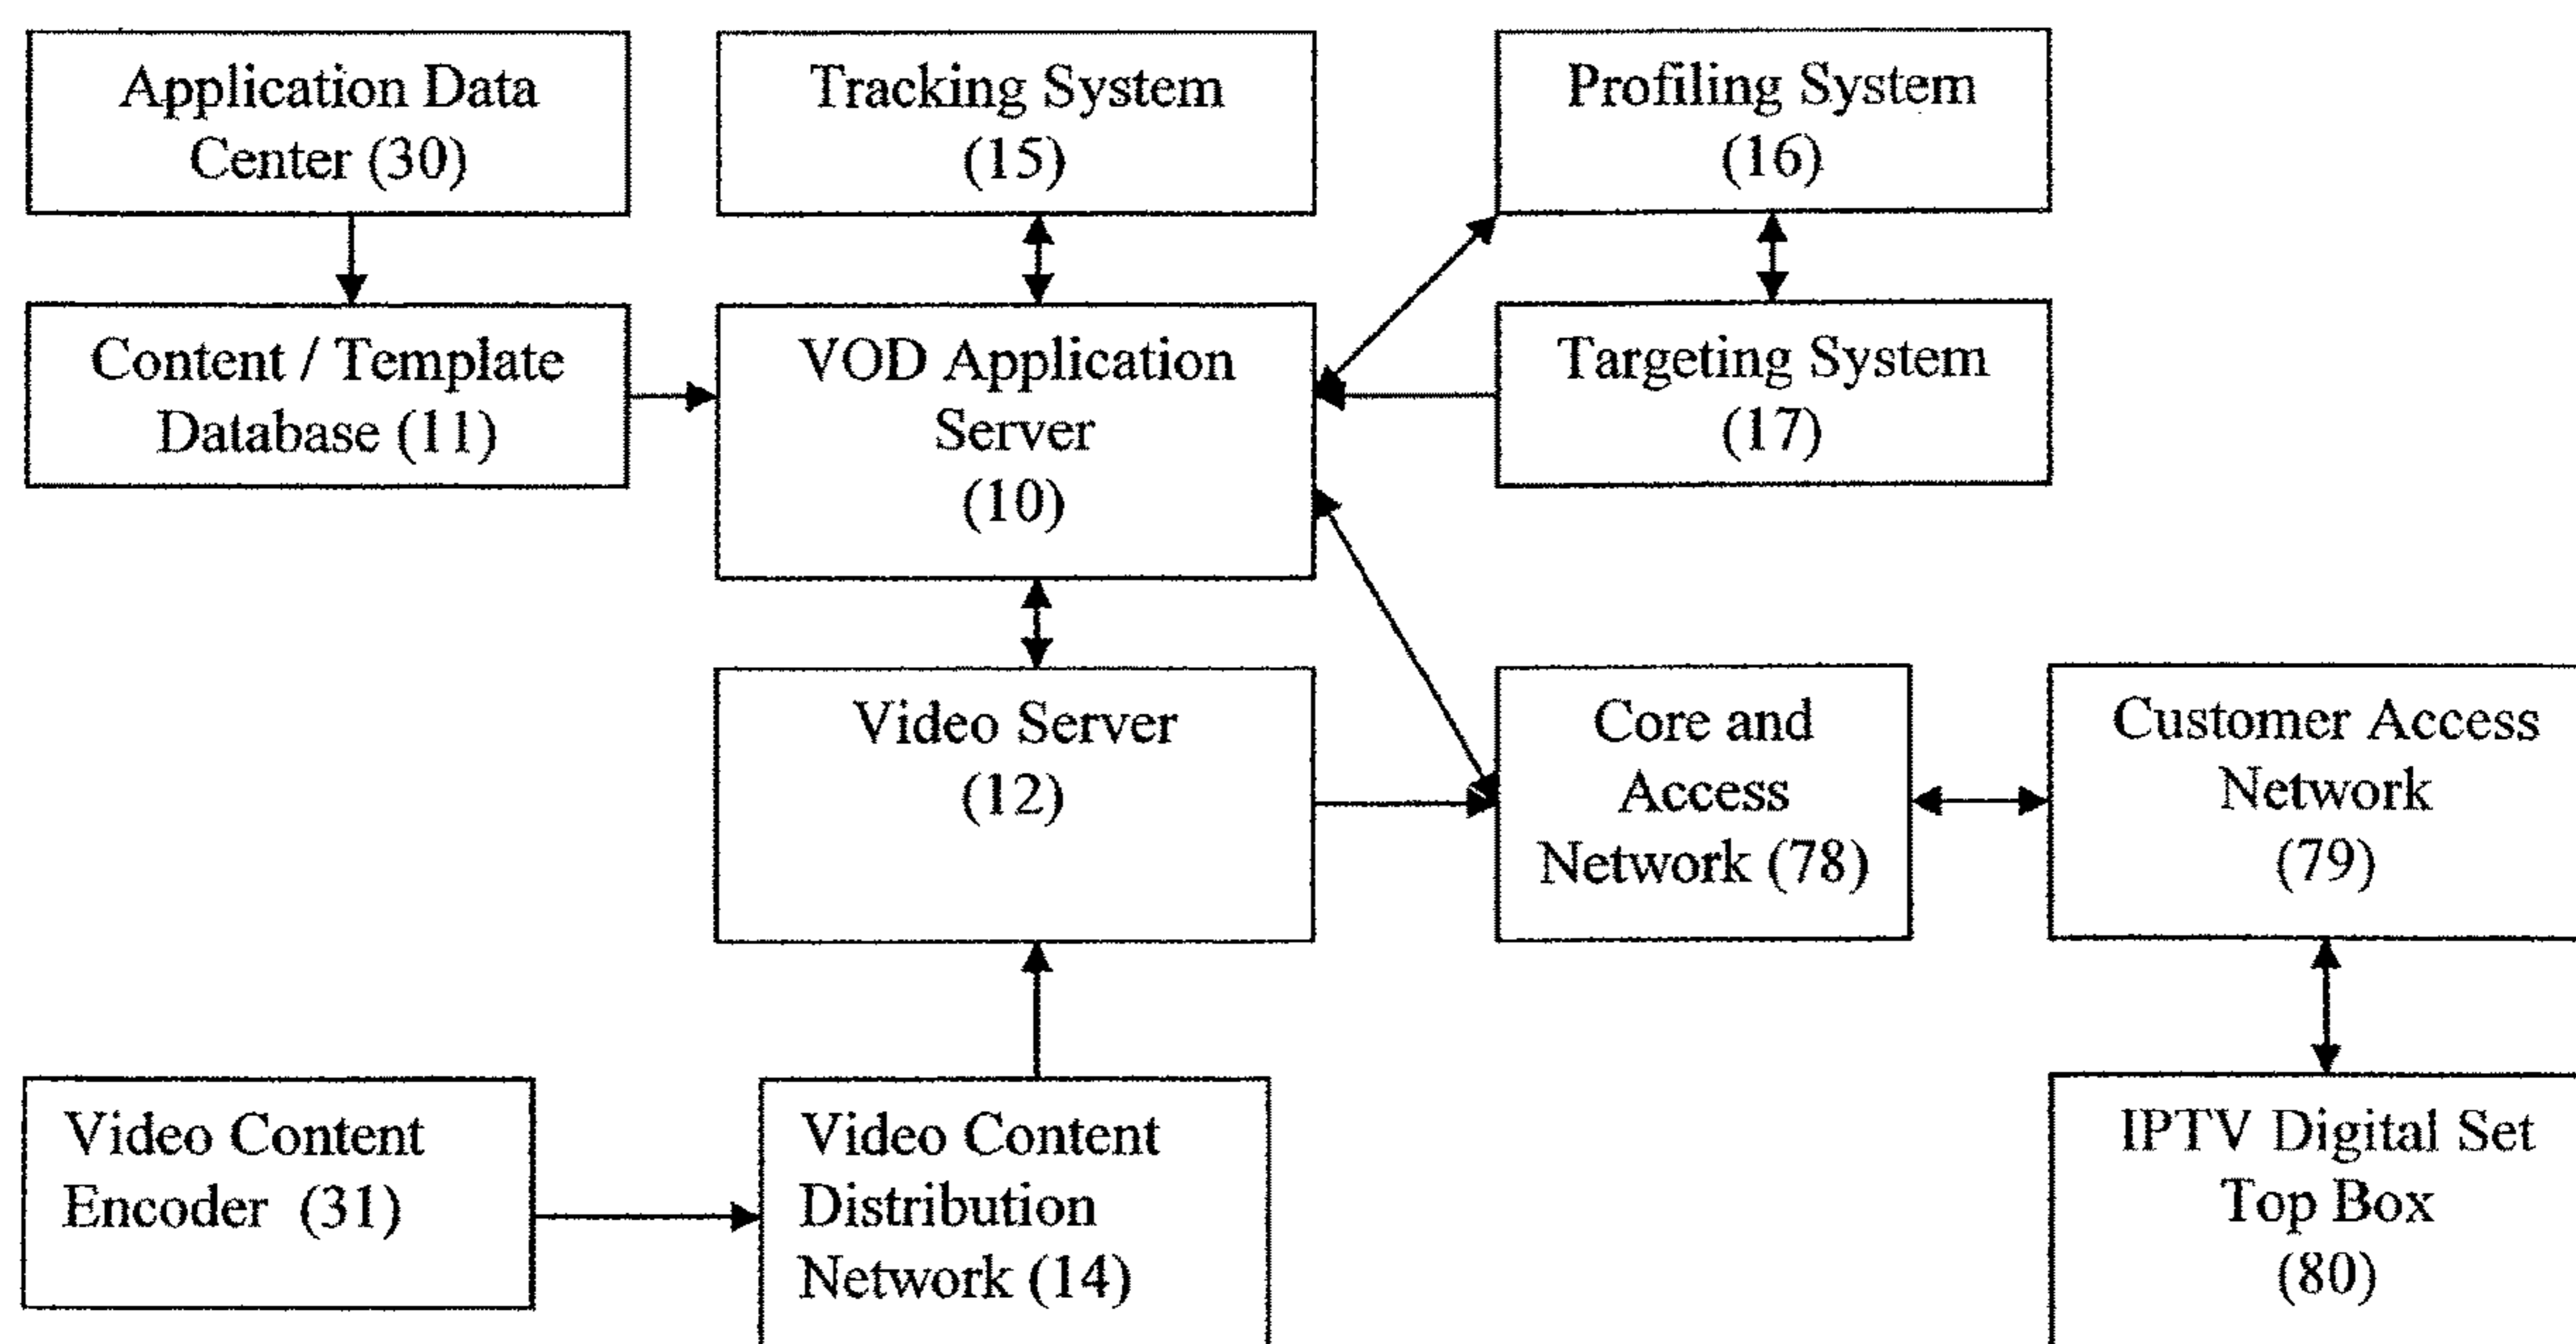 Application Data
Center (30)
Tracking System
(15)
Profiling System
(16)
Content / Template
Database (11)
VOD Application
Server
(10)
Targeting System
(17)
Video Server
(12)
Core and
Access
Network (78)
Customer Access
Network
(79)
Video Content
Encoder (31)
Video Content
Distribution
Network (14)
IPTV Digital Set
Top Box
(80)